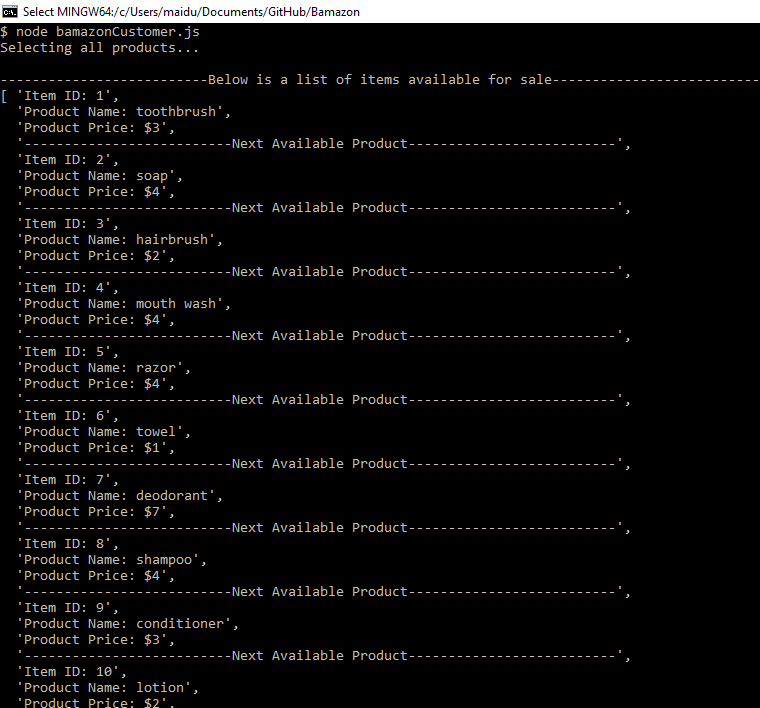 Select MINGW64:/c/Users/maidu/Documents/GitHub/Bamazon
$ node bamazonCustomer.js
Selecting all products...
--------------------------Below is a list of items available for sale--------------------------
[ 'Item ID: 1',
'Product Name: toothbrush',
'Product Price: $3',
'--------------------------Next Available Product--------------------------',
'Item ID: 2',
'Product Name: soap',
'Product Price: $4',
'--------------------------Next Available Product--------------------------',
'Item ID: 3',
'Product Name: hairbrush',
'Product Price: $2',
'--------------------------Next Available Product--------------------------',
'Item ID: 4',
'Product Name: mouth wash',
'Product Price: $4',
'--------------------------Next Available Product--------------------------',
'Item ID: 5',
'Product Name: razor',
'Product Price: $4',
'--------------------------Next Available Product--------------------------',
'Item ID: 6',
'Product Name: towel',
'Product Price: $1',
'--------------------------Next Available Product--------------------------',
'Item ID: 7',
'Product Name: deodorant',
'Product Price: $7',
'--------------------------Next Available Product--------------------------',
'Item ID: 8',
'Product Name: shampoo',
'Product Price: $4',
'--------------------------Next Available Product--------------------------',
'Item ID: 9',
'Product Name: conditioner',
'Product Price: $3',
'--------------------------Next Available Product--------------------------',
'Item ID: 10',
'Product Name: lotion',
'Product Price: $2',